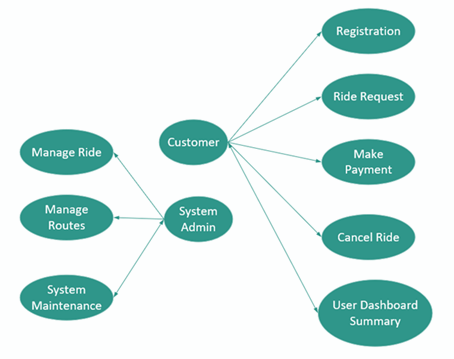 Registration
Ride Request
Customer
Make
Payment
Manage Ride
Manage
Routes
System
Admin
Cancel Ride
System
Maintenance
User Dashboard
Summary